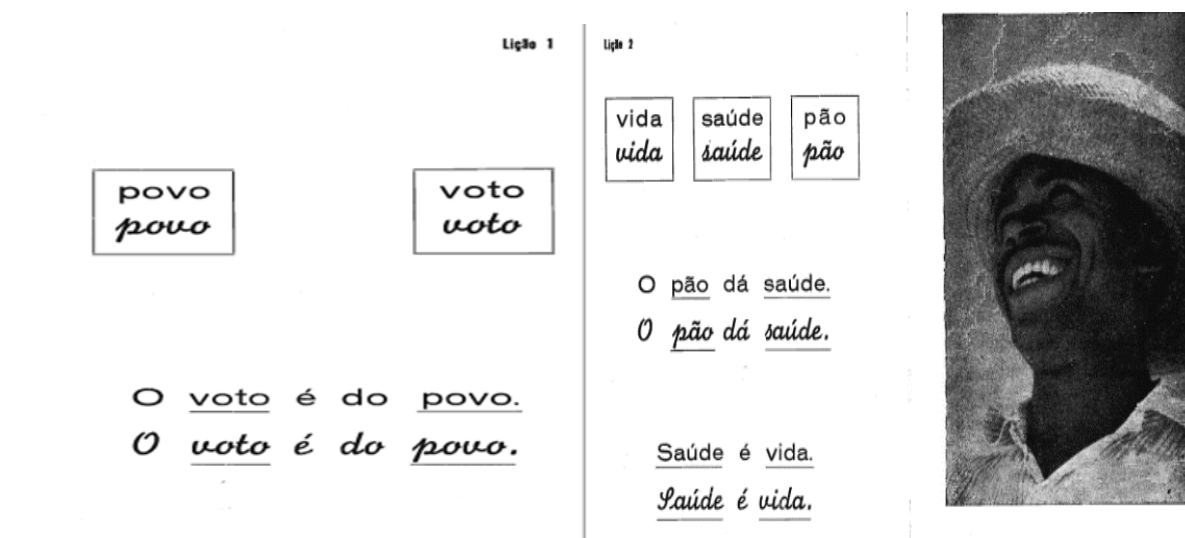 Lição 1
povo
povo
voto
voto
O voto é do povo.
O voto é do povo.
Lição 2
vida
vida
saúde
saúde
pão
pão
O pão dá saúde.
O pão dá saúde.
Saúde é vida.
Saúde é vida.